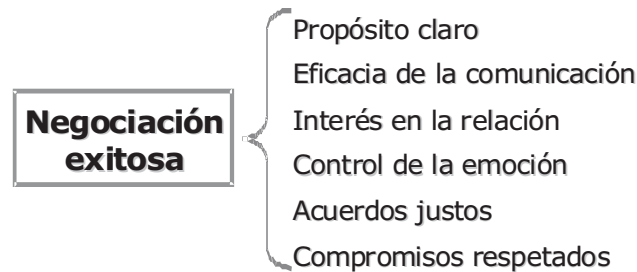 Propósito claro
Eficacia de la comunicación
Negociación
exitosa
Interés en la relación
Control de la emoción
Acuerdos justos
Compromisos respetados